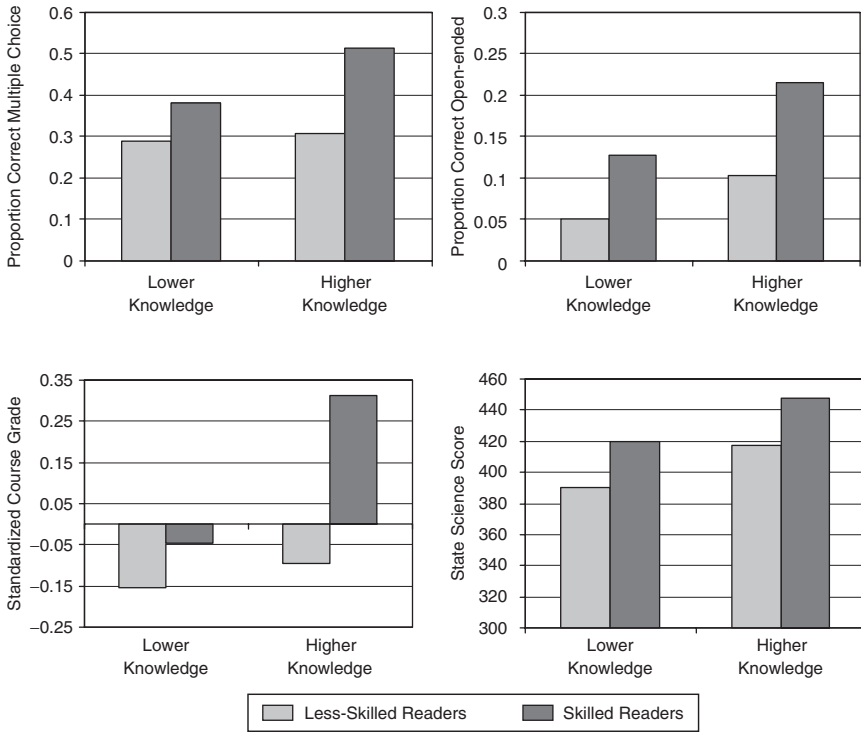 Proportion Correct Multiple Choice
0.6
0.5
0.4
0.3
0.2
0.1
0
Lower
Knowledge
Higher
Knowledge
Proportion Correct Open-ended
0.3
0.25
0.2
0.15
0.1
0.05
0
Lower
Knowledge
Higher
Knowledge
Standardized Course Grade
0.35
0.25
0.15
0.05
−0.05
−0.15
−0.25
Lower
Knowledge
Higher
Knowledge
State Science Score
460
440
420
400
380
360
340
320
300
Lower
Knowledge
Higher
Knowledge
Less-Skilled Readers
Skilled Readers